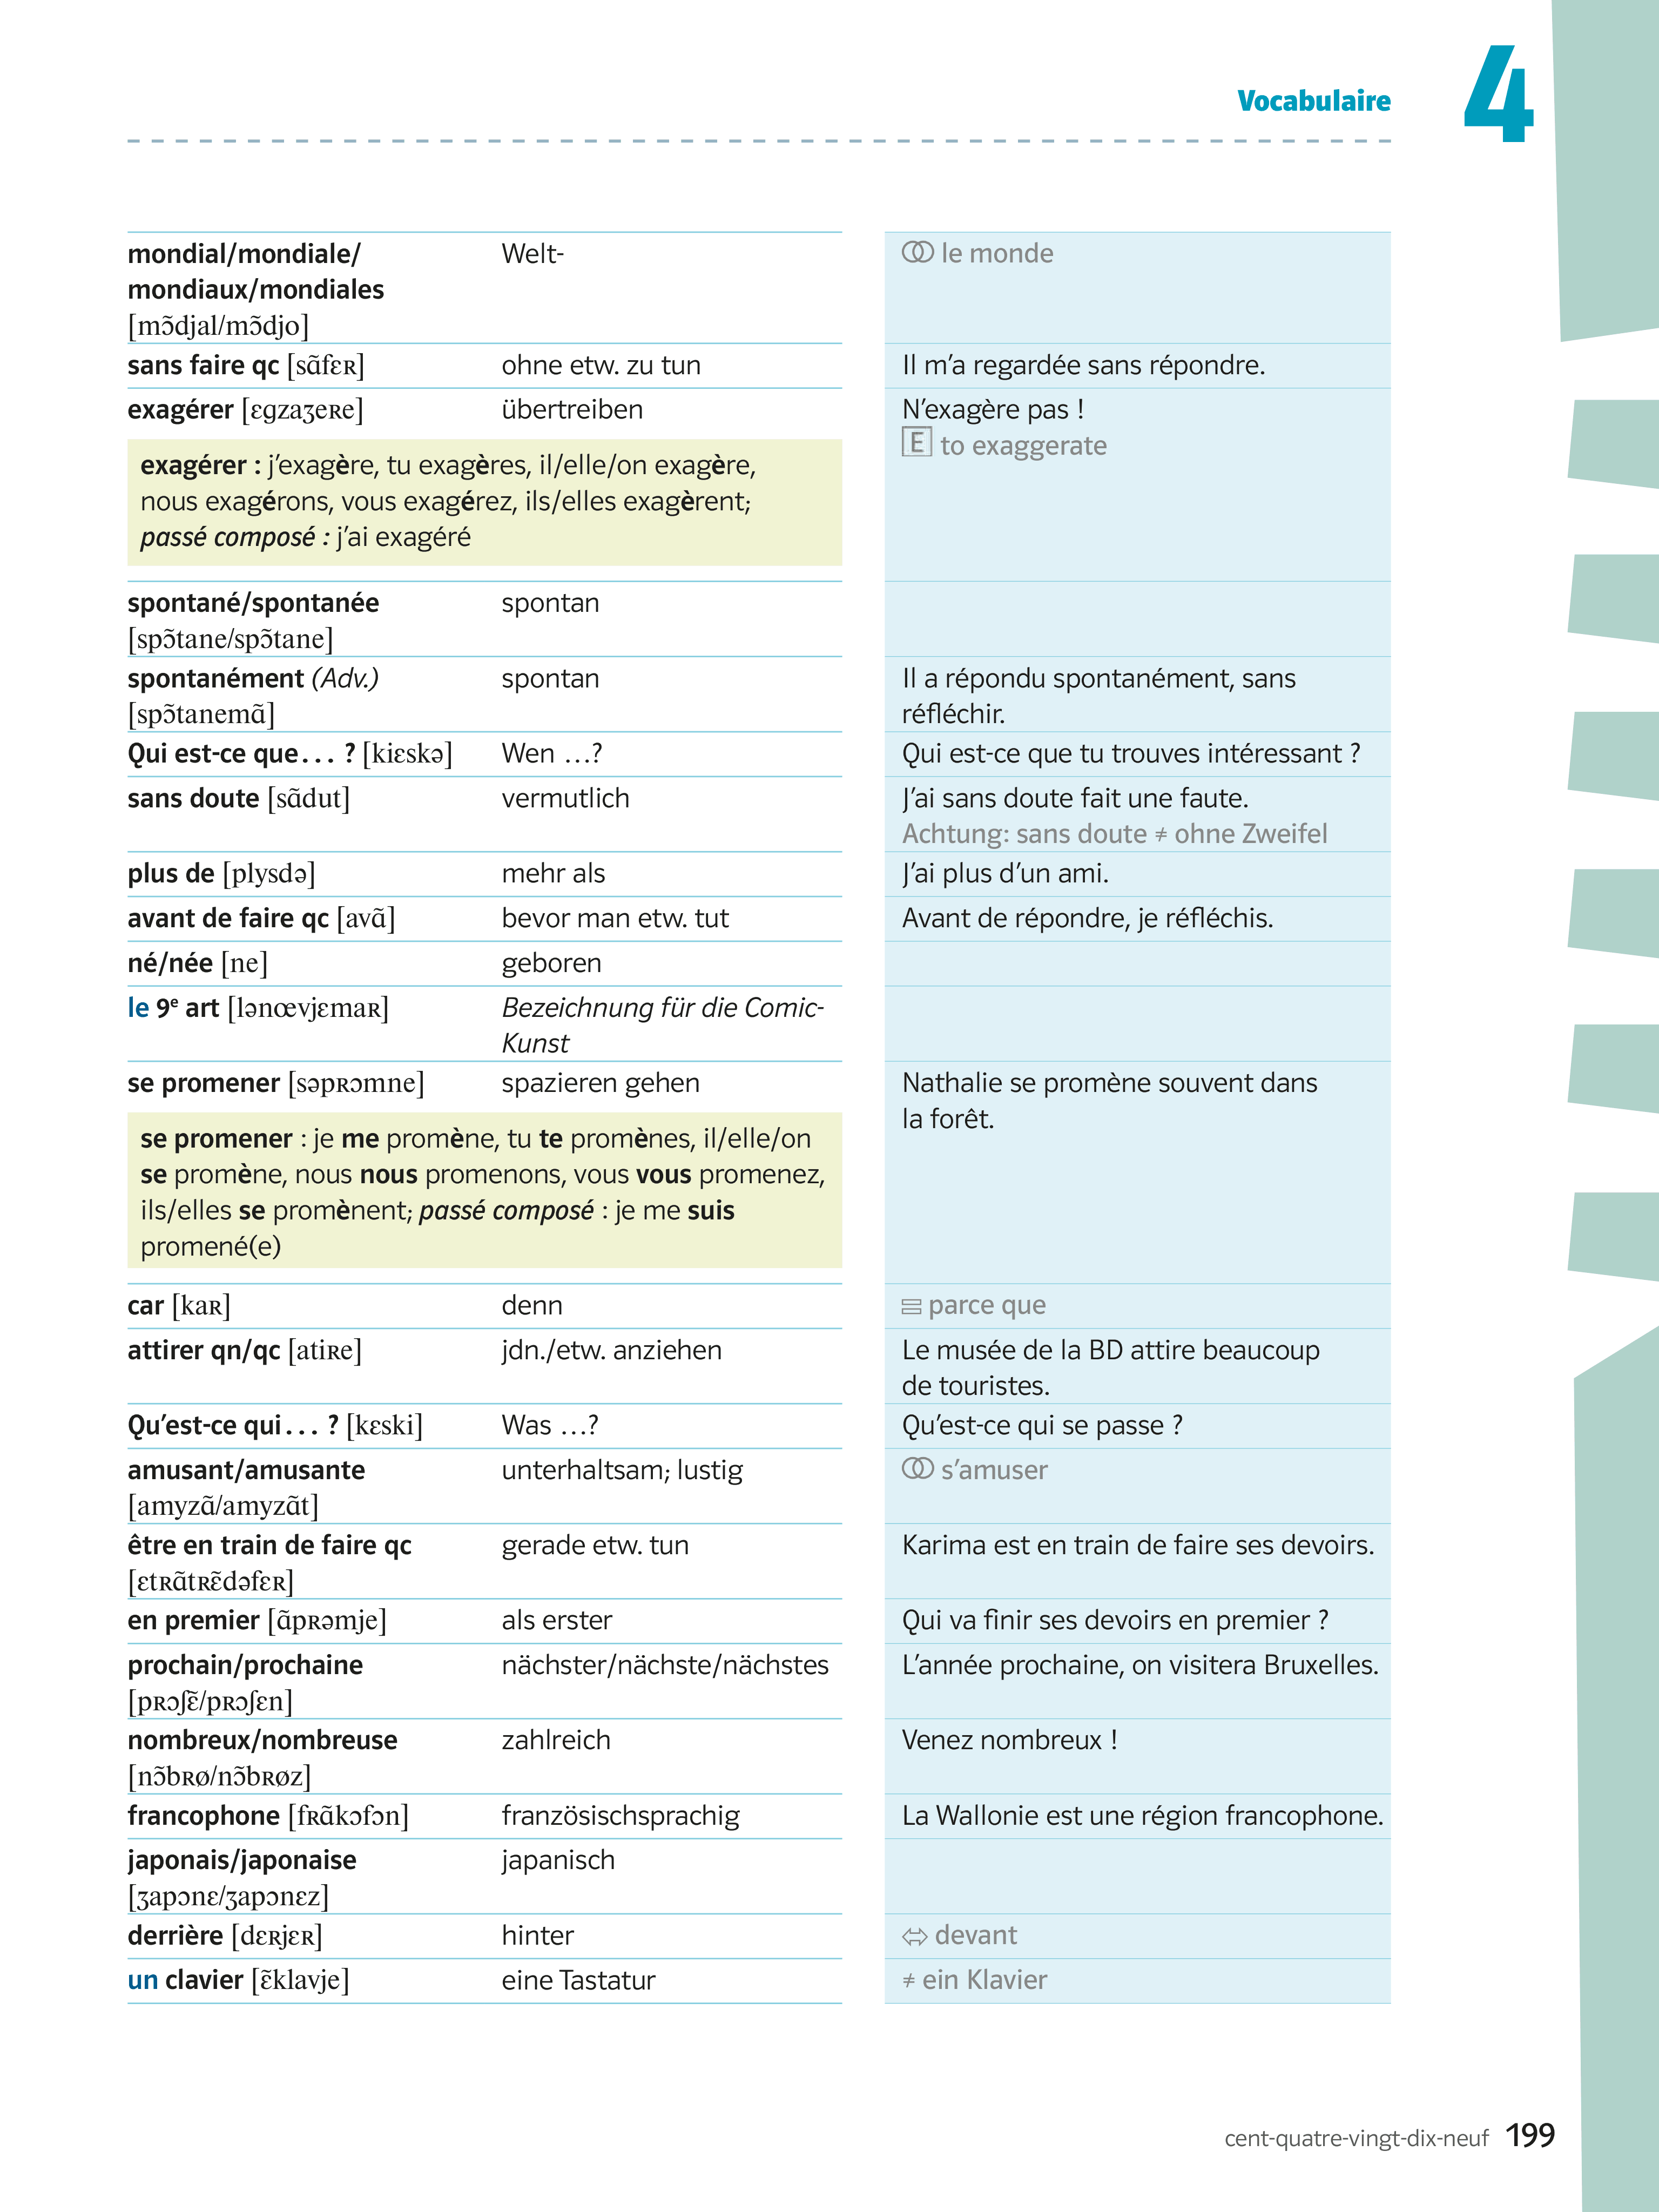 Vocabulaire 4
mondial/mondiale/ Welt- le monde
mondiaux/mondiales
[mɔ̃djal/mɔ̃djo]
sans faire qc [sɑ̃fɛʀ] ohne etw. zu tun Il m’a regardée sans répondre.
exagérer [ɛgzaʒeʀe] übertreiben N’exagère pas !
E to exaggerate
exagérer : j’exagère, tu exagères, il/elle/on exagère,
nous exagérons, vous exagérez, ils/elles exagèrent;
passé composé : j’ai exagéré
spontané/spontanée spontan
[spɔ̃tane/spɔ̃tane]
spontanément (Adv.) spontan Il a répondu spontanément, sans
[spɔ̃tanemɑ̃] réfléchir.
Qui est-ce que… ? [kiɛskə] Wen …? Qui est-ce que tu trouves intéressant ?
sans doute [sɑ̃dut] vermutlich J’ai sans doute fait une faute.
Achtung: sans doute ≠ ohne Zweifel
plus de [plysdə] mehr als J’ai plus d’un ami.
avant de faire qc [avɑ̃] bevor man etw. tut Avant de répondre, je réfléchis.
né/née [ne] geboren
le 9e art [lənœvjɛmaʀ] Bezeichnung für die Comic-
Kunst
se promener [səpʀɔmne] spazieren gehen Nathalie se promène souvent dans
la forêt.
se promener : je me promène, tu te promènes, il/elle/on
se promène, nous nous promenons, vous vous promenez,
ils/elles se promènent; passé composé : je me suis
promené(e)
car [kaʀ] denn = parce que
attirer qn/qc [atiʀe] jdn./etw. anziehen Le musée de la BD attire beaucoup
de touristes.
Qu’est-ce qui… ? [kɛski] Was …? Qu’est-ce qui se passe ?
amusant/amusante unterhaltsam; lustig s’amuser
[amyzɑ̃/amyzɑ̃t]
être en train de faire qc gerade etw. tun Karima est en train de faire ses devoirs.
[ɛtʀɑ̃tʀɛ̃dəfɛʀ]
en premier [ɑ̃pʀəmje] als erster Qui va finir ses devoirs en premier ?
prochain/prochaine nächster/nächste/nächstes L’année prochaine, on visitera Bruxelles.
[pʀɔʃɛ̃/pʀɔʃɛn]
nombreux/nombreuse zahlreich Venez nombreux !
[nɔ̃bʀø/nɔ̃bʀøz]
francophone [fʀɑ̃kɔfɔn] französischsprachig La Wallonie est une région francophone.
japonais/japonaise japanisch
[ʒapɔnɛ/ʒapɔnɛz]
derrière [dɛʀjɛʀ] hinter ⇔ devant
un clavier [ɛ̃klavje] eine Tastatur ≠ ein Klavier
cent-quatre-vingt-dix-neuf 199